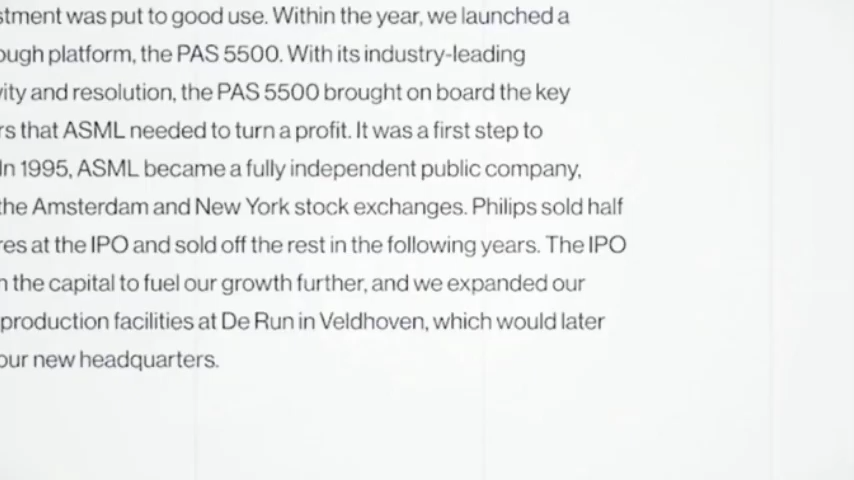 stment was put to good use. Within the year, we launched a
ough platform, the PAS 5500. With its industry-leading
vity and resolution, the PAS 5500 brought on board the key
rs that ASML needed to turn a profit. It was a first step to
In 1995, ASML became a fully independent public company,
the Amsterdam and New York stock exchanges. Philips sold half
res at the IPO and sold off the rest in the following years. The IPO
n the capital to fuel our growth further, and we expanded our
production facilities at De Run in Veldhoven, which would later
our new headquarters.